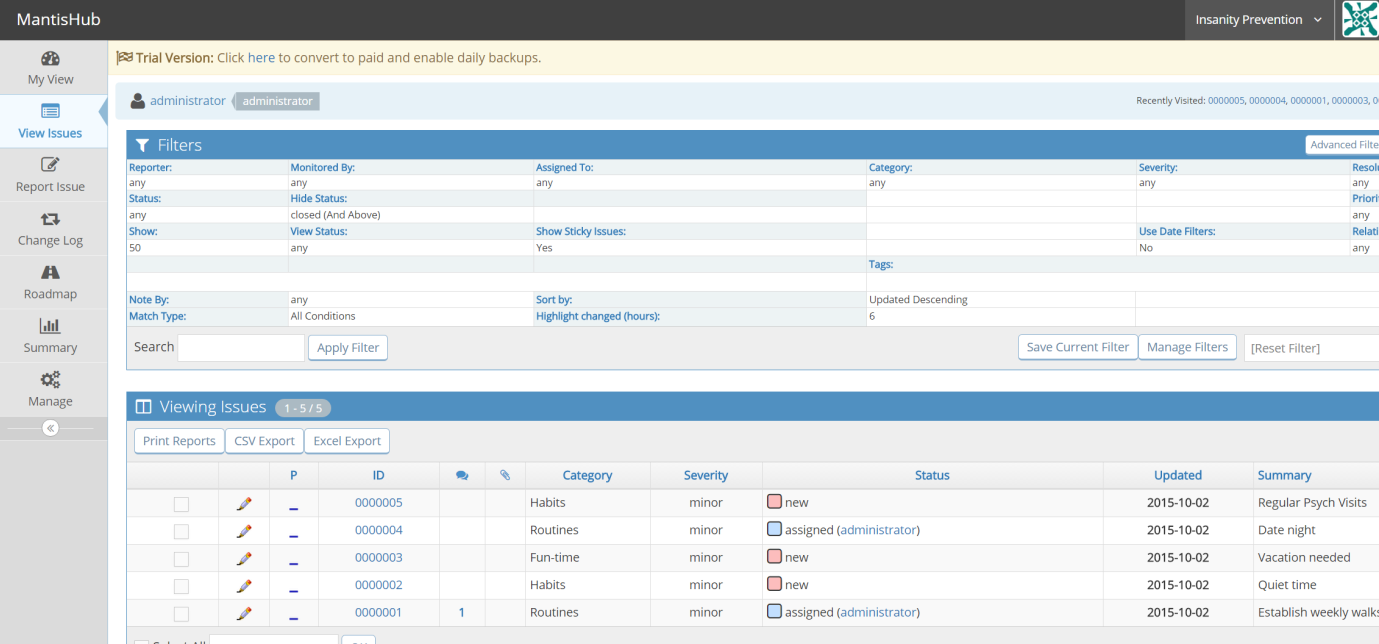 MantisHub
Insanity Prevention
My View
View Issues
Report Issue
Change Log
Roadmap
Summary
Manage
Trial Version: Click here to convert to paid and enable daily backups.
administrator administrator
Recently Visited: 0000005, 0000004, 0000001, 0000003, 0
Filters
Advanced Filte
Reporter: Monitored By: Assigned To: Category: Severity: Resol
any any any any any any
Status: Hide Status: Priori
any closed (And Above) any
Show: View Status: Show Sticky Issues: Use Date Filters: Relati
50 any Yes No any
Tags:
Note By: any Sort by: Updated Descending
Match Type: All Conditions Highlight changed (hours): 6
Search Apply Filter Save Current Filter Manage Filters [Reset Filter]
Viewing Issues 1 - 5 / 5
Print Reports CSV Export Excel Export
P ID Category Severity Status Updated Summary
0000005 Habits minor new 2015-10-02 Regular Psych Visits
0000004 Routines minor assigned (administrator) 2015-10-02 Date night
0000003 Fun-time minor new 2015-10-02 Vacation needed
0000002 Habits minor new 2015-10-02 Quiet time
0000001 1 Routines minor assigned (administrator) 2015-10-02 Establish weekly walks
Select All